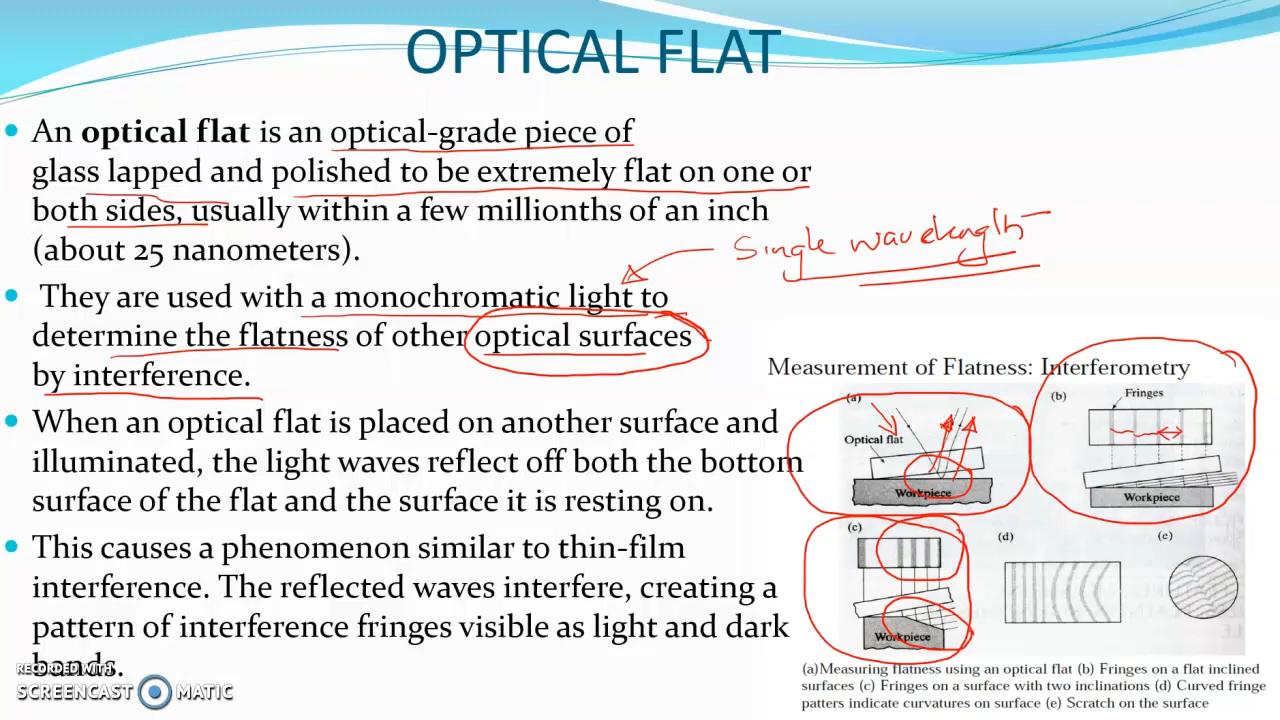 OPTICAL FLAT
• An optical flat is an optical-grade piece of
glass lapped and polished to be extremely flat on one or
both sides, usually within a few millionths of an inch
(about 25 nanometers).
Single wavelength
• They are used with a monochromatic light to
determine the flatness of other optical surfaces
by interference.
• When an optical flat is placed on another surface and
illuminated, the light waves reflect off both the bottom
surface of the flat and the surface it is resting on.
• This causes a phenomenon similar to thin-film
interference. The reflected waves interfere, creating a
pattern of interference fringes visible as light and dark
bands.
Measurement of Flatness: Interferometry
(a)
Optical flat
Workpiece
(b)
Fringes
Workpiece
(c)
Workpiece
(d)
(e)
(a)Measuring flatness using an optical flat (b) Fringes on a flat inclined
surfaces (c) Fringes on a surface with two inclinations (d) Curved fringe
patters indicate curvatures on surface (e) Scratch on the surface
RECORDED WITH
SCREENCAST MATIC